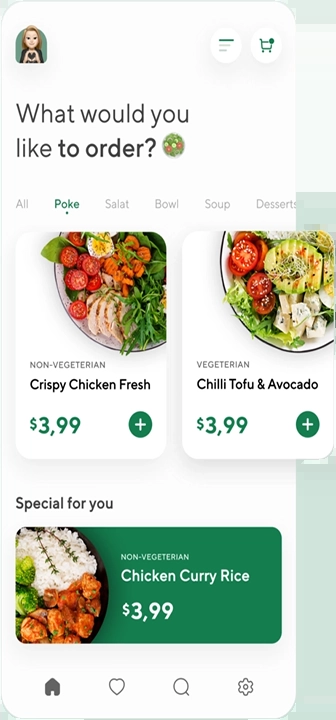 What would you
like to order?
All Poke Salat Bowl Soup Desserts
NON-VEGETERIAN
Crispy Chicken Fresh
$3,99
VEGETERIAN
Chilli Tofu & Avocado
$3,99
Special for you
NON-VEGETERIAN
Chicken Curry Rice
$3,99